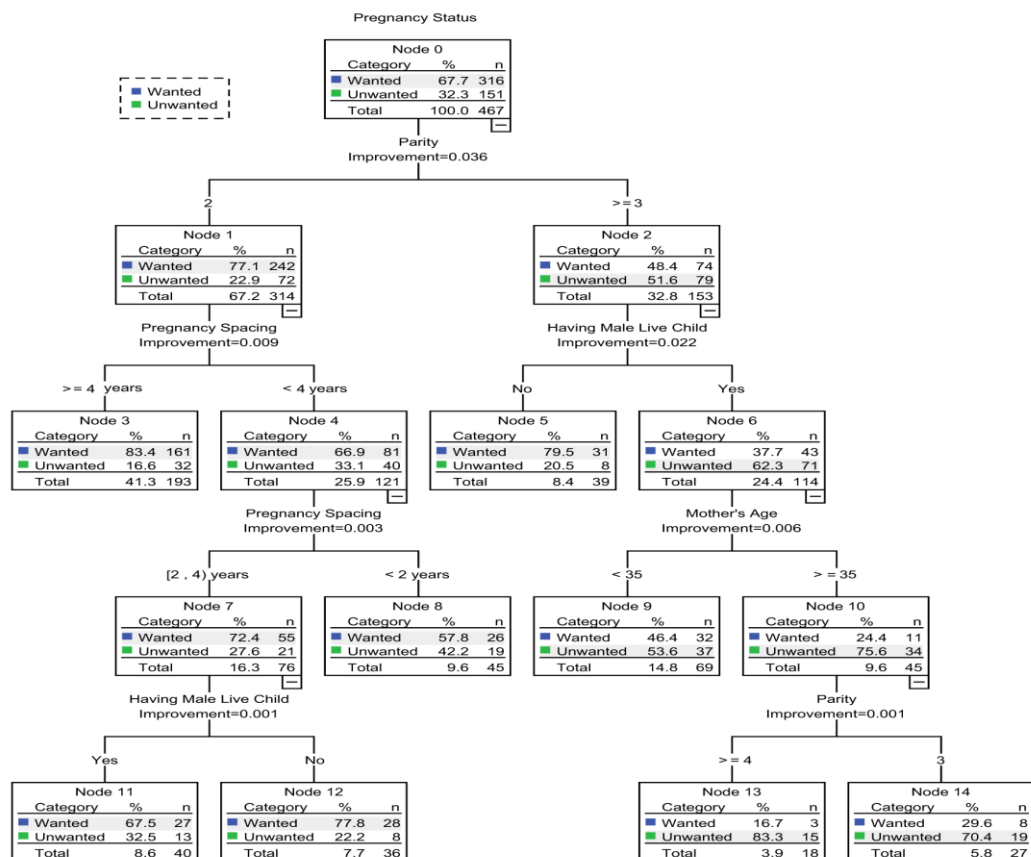 Pregnancy Status
Wanted
Unwanted
Node 0
Category % n
Wanted 67.7 316
Unwanted 32.3 151
Total 100.0 467
Parity
Improvement=0.036
2
>= 3
Node 1
Category % n
Wanted 77.1 242
Unwanted 22.9 72
Total 67.2 314
Node 2
Category % n
Wanted 48.4 74
Unwanted 51.6 79
Total 32.8 153
Pregnancy Spacing
Improvement=0.009
Having Male Live Child
Improvement=0.022
>= 4 years
< 4 years
No
Yes
Node 3
Category % n
Wanted 83.4 161
Unwanted 16.6 32
Total 41.3 193
Node 4
Category % n
Wanted 66.9 81
Unwanted 33.1 40
Total 25.9 121
Node 5
Category % n
Wanted 79.5 31
Unwanted 20.5 8
Total 8.4 39
Node 6
Category % n
Wanted 37.7 43
Unwanted 62.3 71
Total 24.4 114
Pregnancy Spacing
Improvement=0.003
Mother's Age
Improvement=0.006
[2 , 4) years
< 2 years
< 35
>= 35
Node 7
Category % n
Wanted 72.4 55
Unwanted 27.6 21
Total 16.3 76
Node 8
Category % n
Wanted 57.8 26
Unwanted 42.2 19
Total 9.6 45
Node 9
Category % n
Wanted 46.4 32
Unwanted 53.6 37
Total 14.8 69
Node 10
Category % n
Wanted 24.4 11
Unwanted 75.6 34
Total 9.6 45
Having Male Live Child
Improvement=0.001
Parity
Improvement=0.001
Yes
No
>= 4
3
Node 11
Category % n
Wanted 67.5 27
Unwanted 32.5 13
Total 8.6 40
Node 12
Category % n
Wanted 77.8 28
Unwanted 22.2 8
Total 7.7 36
Node 13
Category % n
Wanted 16.7 3
Unwanted 83.3 15
Total 3.9 18
Node 14
Category % n
Wanted 29.6 8
Unwanted 70.4 19
Total 5.8 27